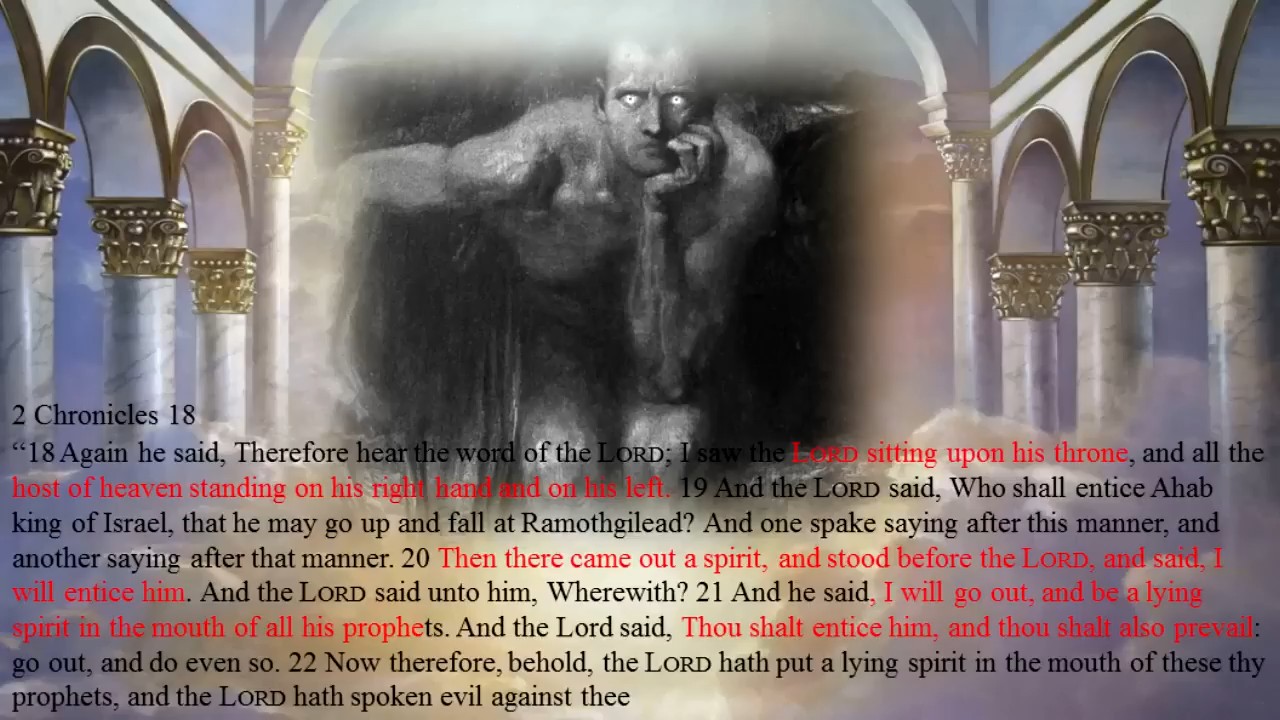 2 Chronicles 18
“18 Again he said, Therefore hear the word of the LORD; I saw the LORD sitting upon his throne, and all the
host of heaven standing on his right hand and on his left. 19 And the LORD said, Who shall entice Ahab
king of Israel, that he may go up and fall at Ramothgilead? And one spake saying after this manner, and
another saying after that manner. 20 Then there came out a spirit, and stood before the LORD, and said, I
will entice him. And the LORD said unto him, Wherewith? 21 And he said, I will go out, and be a lying
spirit in the mouth of all his prophets. And the Lord said, Thou shalt entice him, and thou shalt also prevail:
go out, and do even so. 22 Now therefore, behold, the LORD hath put a lying spirit in the mouth of these thy
prophets, and the LORD hath spoken evil against thee